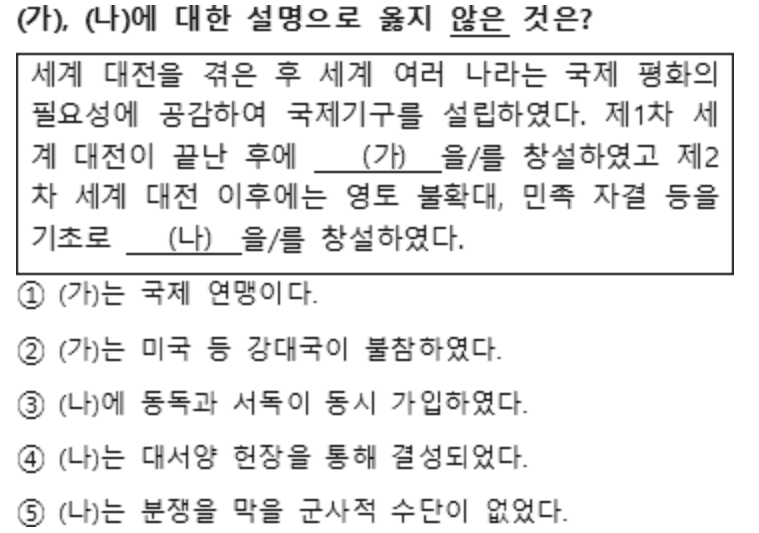 (가), (나)에 대한 설명으로 옳지 않은 것은?
세계 대전을 겪은 후 세계 여러 나라는 국제 평화의
필요성에 공감하여 국제기구를 설립하였다. 제1차 세
계 대전이 끝난 후에 (가) 을/를 창설하였고 제2
차 세계 대전 이후에는 영토 불확대, 민족 자결 등을
기초로 (나) 을/를 창설하였다.
① (가)는 국제 연맹이다.
② (가)는 미국 등 강대국이 불참하였다.
③ (나)에 동독과 서독이 동시 가입하였다.
④ (나)는 대서양 헌장을 통해 결성되었다.
⑤ (나)는 분쟁을 막을 군사적 수단이 없었다.